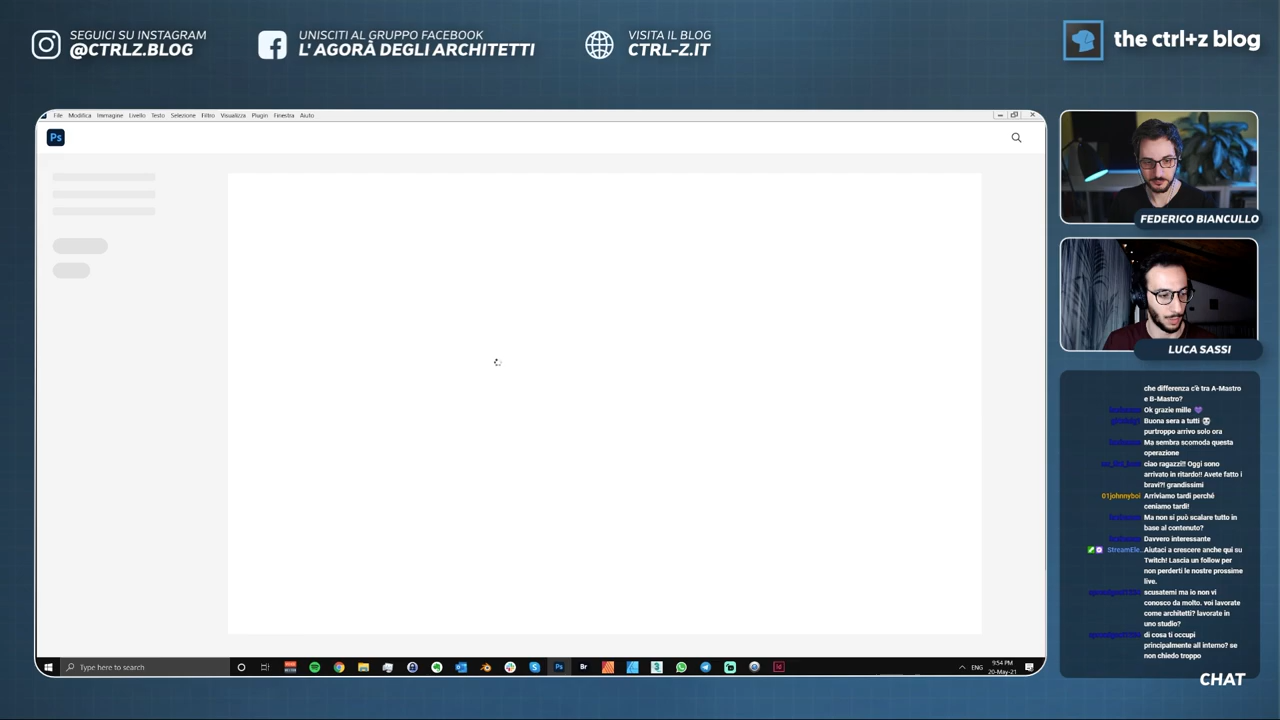 SEGUICI SU INSTAGRAM
@CTRLZ.BLOG
UNISCITI AL GRUPPO FACEBOOK
L'AGORÀ DEGLI ARCHITETTI
VISITA IL BLOG
CTRL-Z.IT
the ctrl+z blog
File Modifica Immagine Livello Testo Selezione Filtro Visualizza Plugin Finestra Aiuto
Ps
FEDERICO BIANCULLO
LUCA SASSI
che differenza c'è tra A-Mastro
e B-Mastro?
Ok grazie mille
Buona sera a tutti
purtroppo arrivo solo ora
Ma sembra scomoda questa
operazione
ciao ragazzi!! Oggi sono
arrivato in ritardo!! Avete fatto i
bravi?! grandissimi
01johnnyboi Arriviamo tardi perché
ceniamo tardi!
Ma non si può scalare tutto in
base al contenuto?
Davvero interessante
StreamEle... Aiutaci a crescere anche qui su
Twitch! Lascia un follow per
non perderti le nostre prossime
live.
scusatemi ma io non vi
conosco da molto. voi lavorate
come architetti? lavorate in
uno studio?
di cosa ti occupi
principalmente all interno? se
non chiedo troppo
CHAT
Type here to search
Ps
Br
ENG
9:54 PM
20-May-21